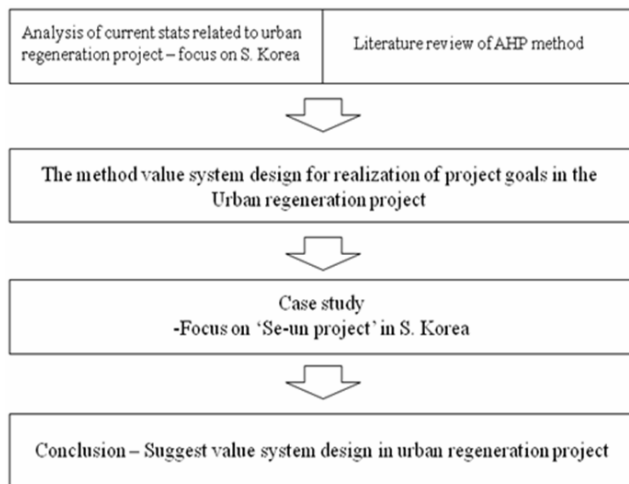 Analysis of current stats related to urban
regeneration project – focus on S. Korea
Literature review of AHP method
The method value system design for realization of project goals in the
Urban regeneration project
Case study
-Focus on ‘Se-un project’ in S. Korea
Conclusion – Suggest value system design in urban regeneration project